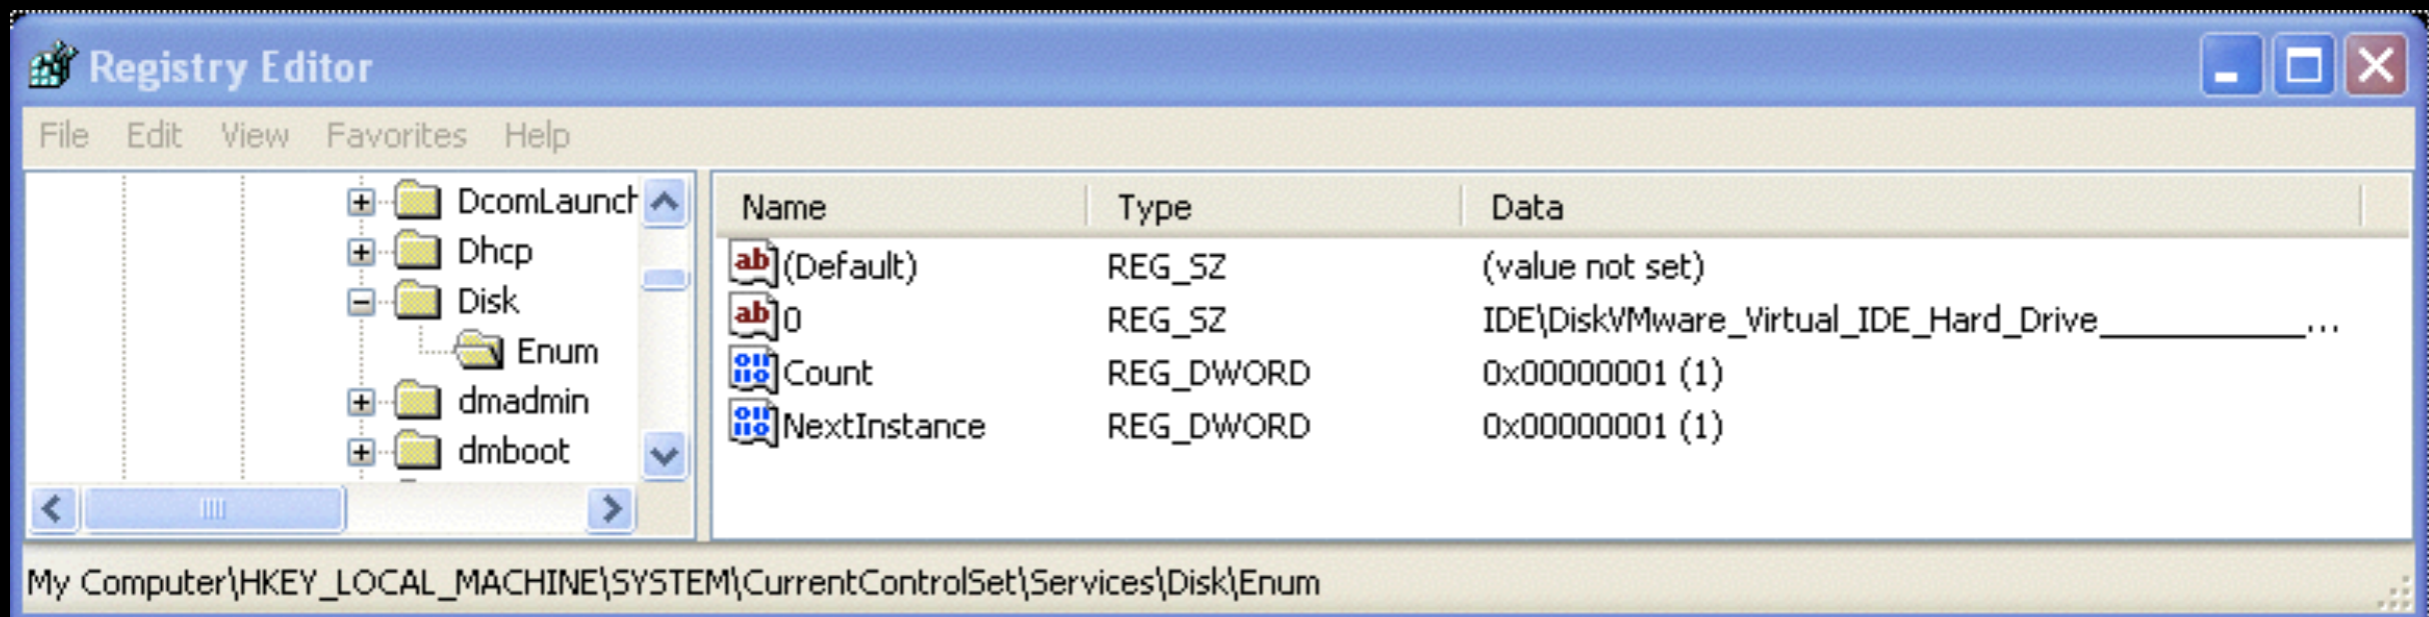 Registry Editor
File Edit View Favorites Help
DcomLaunch
Dhcp
Disk
Enum
dmadmin
dmboot
Name Type Data
(Default) REG_SZ (value not set)
0 REG_SZ IDE\DiskVMware_Virtual_IDE_Hard_Drive___________...
Count REG_DWORD 0x00000001 (1)
NextInstance REG_DWORD 0x00000001 (1)
My Computer\HKEY_LOCAL_MACHINE\SYSTEM\CurrentControlSet\Services\Disk\Enum